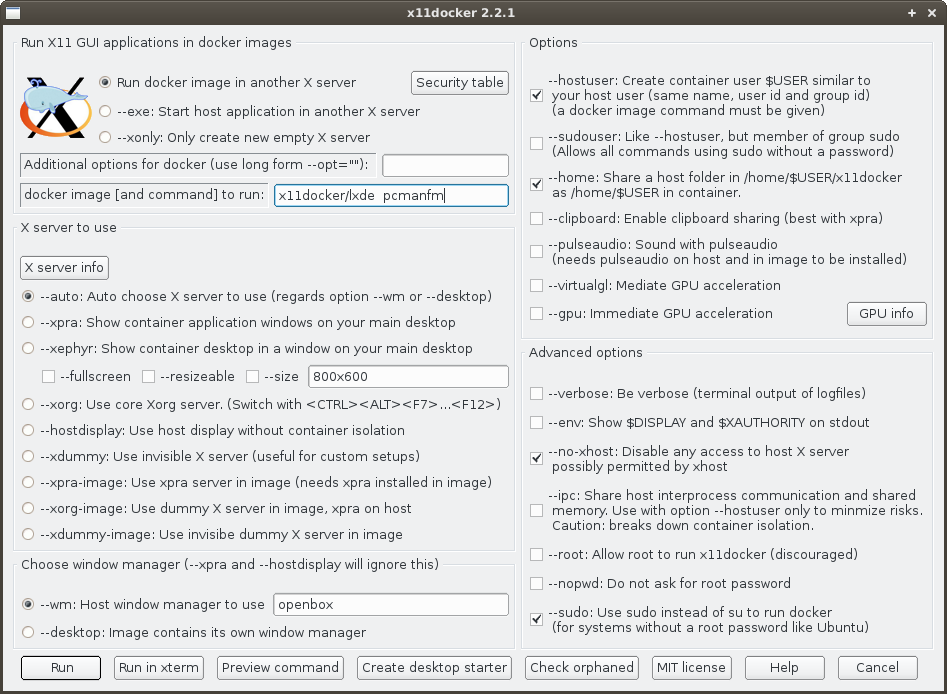 x11docker 2.2.1
Run X11 GUI applications in docker images
Run docker image in another X server
Security table
--exe: Start host application in another X server
--xonly: Only create new empty X server
Additional options for docker (use long form --opt=""):
docker image [and command] to run:
x11docker/lxde pcmanfm
X server to use
X server info
--auto: Auto choose X server to use (regards option --wm or --desktop)
--xpra: Show container application windows on your main desktop
--xephyr: Show container desktop in a window on your main desktop
--fullscreen --resizeable --size 800x600
--xorg: Use core Xorg server. (Switch with <CTRL><ALT><F7>...<F12>)
--hostdisplay: Use host display without container isolation
--xdummy: Use invisible X server (useful for custom setups)
--xpra-image: Use xpra server in image (needs xpra installed in image)
--xorg-image: Use dummy X server in image, xpra on host
--xdummy-image: Use invisibe dummy X server in image
Choose window manager (--xpra and --hostdisplay will ignore this)
--wm: Host window manager to use
openbox
--desktop: Image contains its own window manager
Options
--hostuser: Create container user $USER similar to
your host user (same name, user id and group id)
(a docker image command must be given)
--sudouser: Like --hostuser, but member of group sudo
(Allows all commands using sudo without a password)
--home: Share a host folder in /home/$USER/x11docker
as /home/$USER in container.
--clipboard: Enable clipboard sharing (best with xpra)
--pulseaudio: Sound with pulseaudio
(needs pulseaudio on host and in image to be installed)
--virtualgl: Mediate GPU acceleration
--gpu: Immediate GPU acceleration
GPU info
Advanced options
--verbose: Be verbose (terminal output of logfiles)
--env: Show $DISPLAY and $XAUTHORITY on stdout
--no-xhost: Disable any access to host X server
possibly permitted by xhost
--ipc: Share host interprocess communication and shared
memory. Use with option --hostuser only to minmize risks.
Caution: breaks down container isolation.
--root: Allow root to run x11docker (discouraged)
--nopwd: Do not ask for root password
--sudo: Use sudo instead of su to run docker
(for systems without a root password like Ubuntu)
Run
Run in xterm
Preview command
Create desktop starter
Check orphaned
MIT license
Help
Cancel